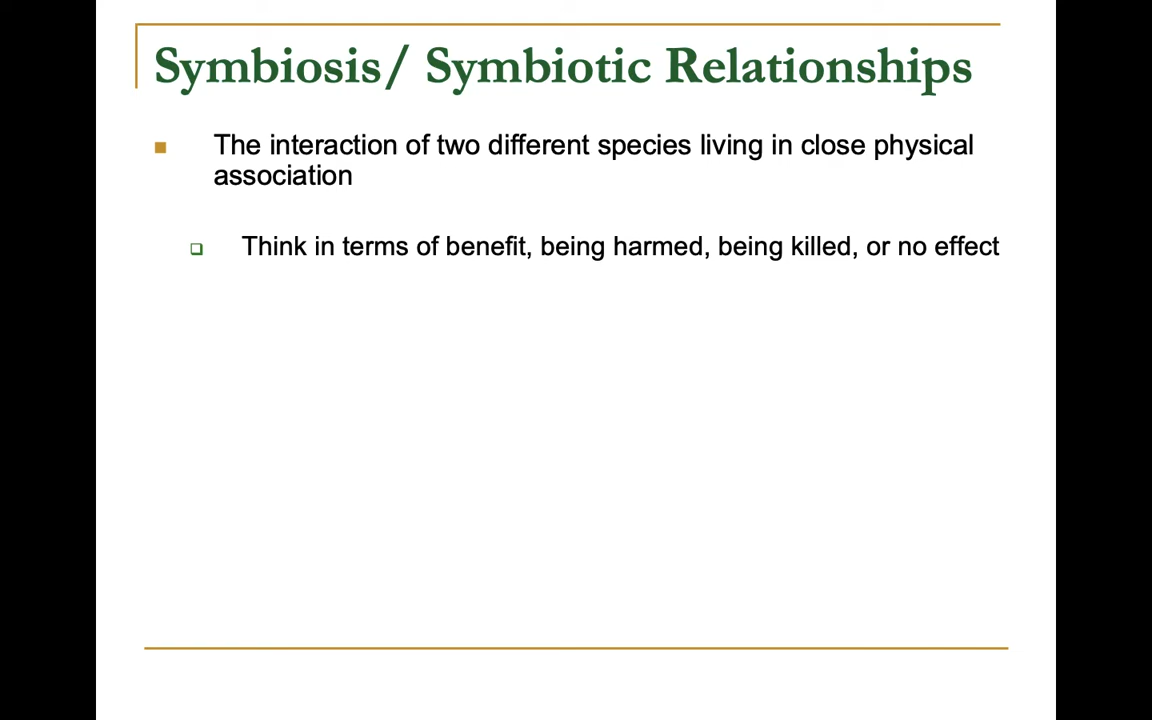 Symbiosis/ Symbiotic Relationships
The interaction of two different species living in close physical
association
Think in terms of benefit, being harmed, being killed, or no effect